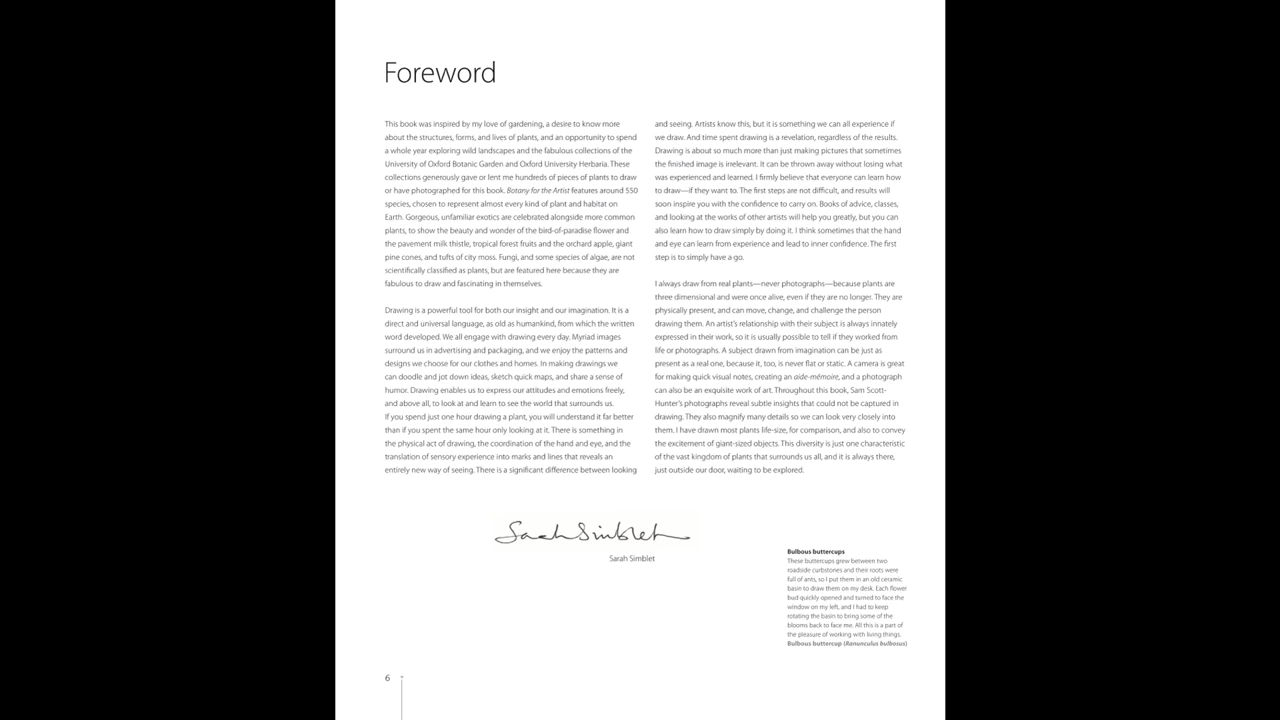 Foreword
This book was inspired by my love of gardening, a desire to know more
about the structures, forms, and lives of plants, and an opportunity to spend
a whole year exploring wild landscapes and the fabulous collections of the
University of Oxford Botanic Garden and Oxford University Herbaria. These
collections generously gave or lent me hundreds of pieces of plants to draw
or have photographed for this book. Botany for the Artist features around 550
species, chosen to represent almost every kind of plant and habitat on
Earth. Gorgeous, unfamiliar exotics are celebrated alongside more common
plants, to show the beauty and wonder of the bird-of-paradise flower and
the pavement milk thistle, tropical forest fruits and the orchard apple, giant
pine cones, and tufts of city moss. Fungi, and some species of algae, are not
scientifically classified as plants, but are featured here because they are
fabulous to draw and fascinating in themselves.
Drawing is a powerful tool for both our insight and our imagination. It is a
direct and universal language, as old as humankind, from which the written
word developed. We all engage with drawing every day. Myriad images
surround us in advertising and packaging, and we enjoy the patterns and
designs we choose for our clothes and homes. In making drawings we
can doodle and jot down ideas, sketch quick maps, and share a sense of
humor. Drawing enables us to express our attitudes and emotions freely,
and above all, to look at and learn to see the world that surrounds us.
If you spend just one hour drawing a plant, you will understand it far better
than if you spent the same hour only looking at it. There is something in
the physical act of drawing, the coordination of the hand and eye, and the
translation of sensory experience into marks and lines that reveals an
entirely new way of seeing. There is a significant difference between looking
and seeing. Artists know this, but it is something we can all experience if
we draw. And time spent drawing is a revelation, regardless of the results.
Drawing is about so much more than just making pictures that sometimes
the finished image is irrelevant. It can be thrown away without losing what
was experienced and learned. I firmly believe that everyone can learn how
to draw—if they want to. The first steps are not difficult, and results will
soon inspire you with the confidence to carry on. Books of advice, classes,
and looking at the works of other artists will help you greatly, but you can
also learn how to draw simply by doing it. I think sometimes that the hand
and eye can learn from experience and lead to inner confidence. The first
step is to simply have a go.
I always draw from real plants—never photographs—because plants are
three dimensional and were once alive, even if they are no longer. They are
physically present, and can move, change, and challenge the person
drawing them. An artist's relationship with their subject is always innately
expressed in their work, so it is usually possible to tell if they worked from
life or photographs. A subject drawn from imagination can be just as
present as a real one, because it, too, is never flat or static. A camera is great
for making quick visual notes, creating an aide-mémoire, and a photograph
can also be an exquisite work of art. Throughout this book, Sam Scott-
Hunter's photographs reveal subtle insights that could not be captured in
drawing. They also magnify many details so we can look very closely into
them. I have drawn most plants life-size, for comparison, and also to convey
the excitement of giant-sized objects. This diversity is just one characteristic
of the vast kingdom of plants that surrounds us all, and it is always there,
just outside our door, waiting to be explored.
Sarah Simblet
Sarah Simblet
Bulbous buttercups
These buttercups grew between two
roadside curbstones and their roots were
full of ants, so I put them in an old ceramic
basin to draw them on my desk. Each flower
bud quickly opened and turned to face the
window on my left, and I had to keep
rotating the basin to bring some of the
blooms back to face me. All this is a part of
the pleasure of working with living things.
Bulbous buttercup (Ranunculus bulbosus)
6